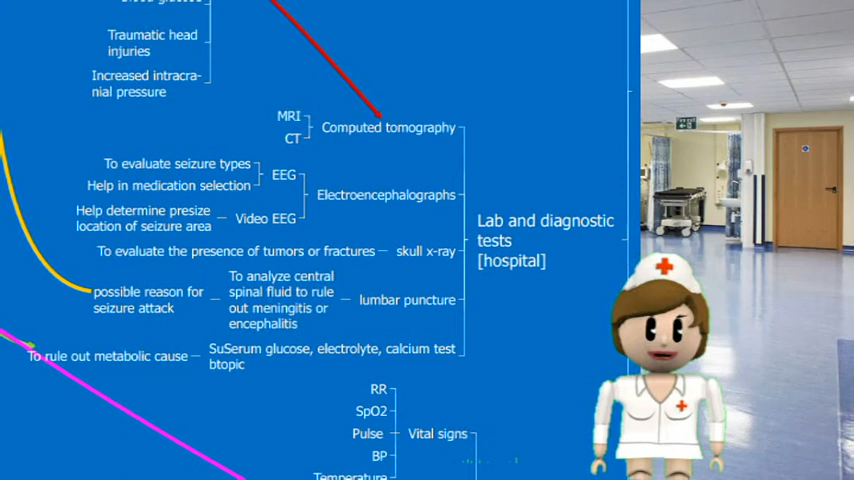 Traumatic head
injuries
Increased intracra-
nial pressure
MRI
CT
Computed tomography
To evaluate seizure types
Help in medication selection
EEG
Help determine presize
location of seizure area
Video EEG
Electroencephalographs
To evaluate the presence of tumors or fractures
skull x-ray
possible reason for
seizure attack
To analyze central
spinal fluid to rule
out meningitis or
encephalitis
lumbar puncture
To rule out metabolic cause
SuSerum glucose, electrolyte, calcium test
btopic
Lab and diagnostic
tests
[hospital]
RR
SpO2
Pulse
BP
Temperature
Vital signs